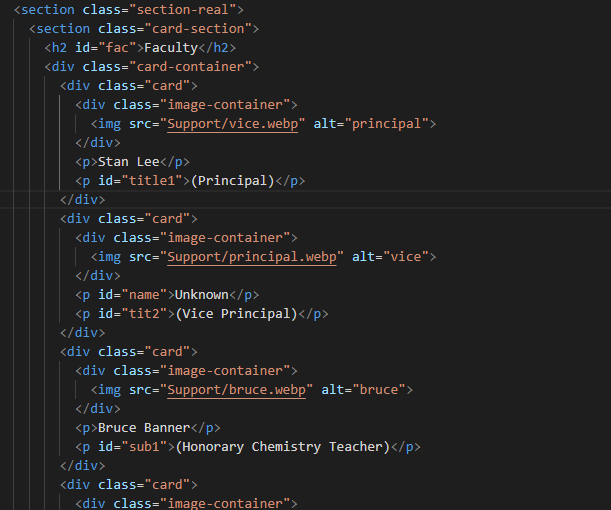 <section class="section-real">
<section class="card-section">
<h2 id="fac">Faculty</h2>
<div class="card-container">
<div class="card">
<div class="image-container">
<img src="Support/vice.webp" alt="principal">
</div>
<p>Stan Lee</p>
<p id="title1">(Principal)</p>
</div>
<div class="card">
<div class="image-container">
<img src="Support/principal.webp" alt="vice">
</div>
<p id="name">Unknown</p>
<p id="tit2">(Vice Principal)</p>
</div>
<div class="card">
<div class="image-container">
<img src="Support/bruce.webp" alt="bruce">
</div>
<p>Bruce Banner</p>
<p id="sub1">(Honorary Chemistry Teacher)</p>
</div>
<div class="card">
<div class="image-container">